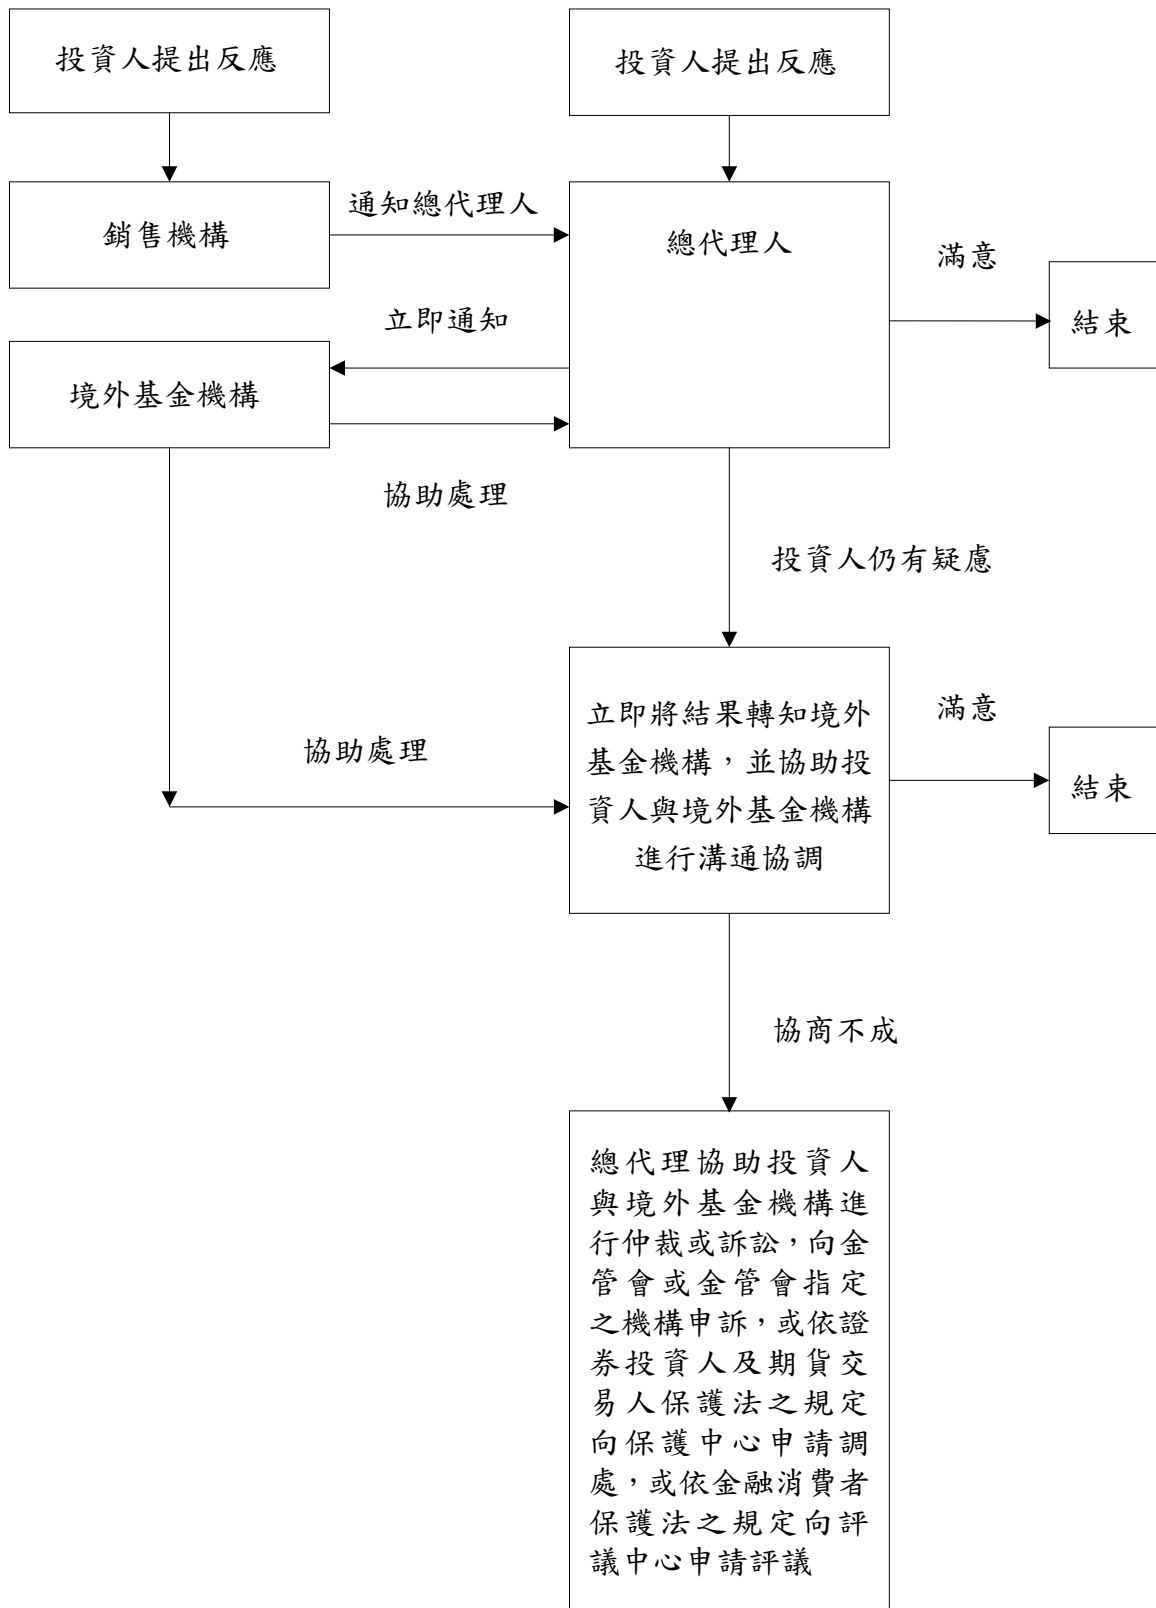 投資人提出反應
投資人提出反應
銷售機構
通知總代理人
總代理人
滿意
結束
立即通知
境外基金機構
協助處理
投資人仍有疑慮
立即將結果轉知境外
基金機構，並協助投
資人與境外基金機構
進行溝通協調
滿意
結束
協助處理
協商不成
總代理協助投資人
與境外基金機構進
行仲裁或訴訟，向金
管會或金管會指定
之機構申訴，或依證
券投資人及期貨交
易人保護法之規定
向保護中心申請調
處，或依金融消費者
保護法之規定向評
議中心申請評議